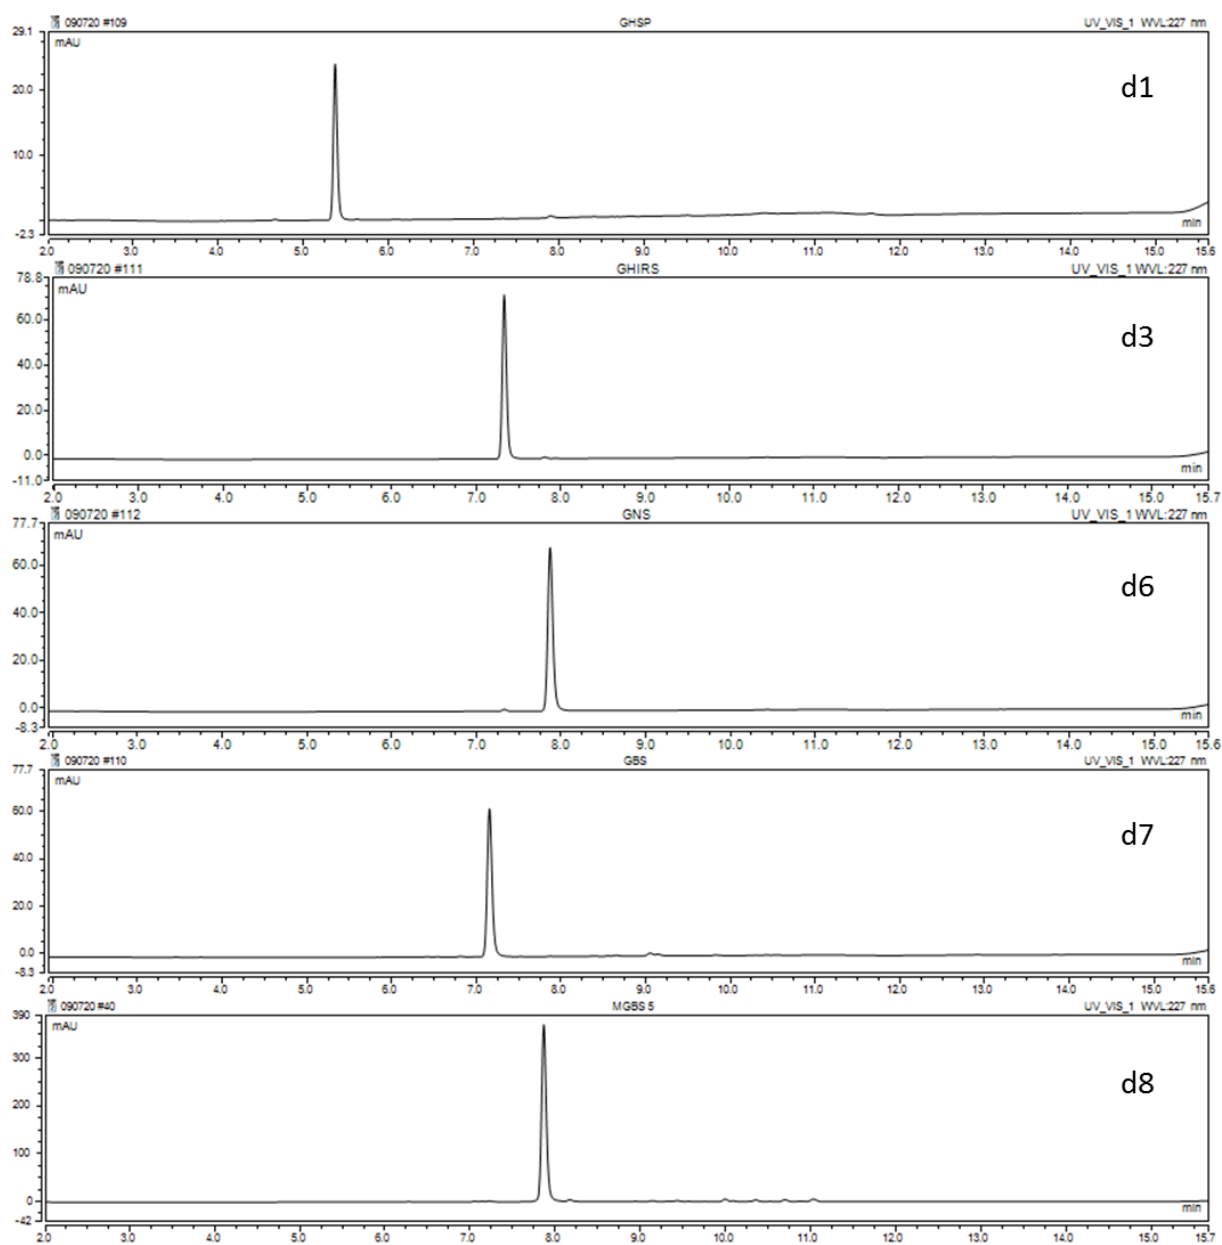 090720 #109 GHSP UV_VIS_1 WVL:227 nm
29.1
mAU
d1
20.0
10.0
-2.3
min
2.0 3.0 4.0 5.0 6.0 7.0 8.0 9.0 10.0 11.0 12.0 13.0 14.0 15.0 15.6
090720 #111 GHIRS UV_VIS_1 WVL:227 nm
78.8
mAU
60.0
d3
40.0
20.0
0.0
min
-11.0
2.0 3.0 4.0 5.0 6.0 7.0 8.0 9.0 10.0 11.0 12.0 13.0 14.0 15.0 15.7
090720 #112 GNS UV_VIS_1 WVL:227 nm
77.7
mAU
60.0
d6
40.0
20.0
0.0
min
-8.3
2.0 3.0 4.0 5.0 6.0 7.0 8.0 9.0 10.0 11.0 12.0 13.0 14.0 15.0 15.6
090720 #110 GBS UV_VIS_1 WVL:227 nm
77.7
mAU
60.0
d7
40.0
20.0
0.0
min
-8.3
2.0 3.0 4.0 5.0 6.0 7.0 8.0 9.0 10.0 11.0 12.0 13.0 14.0 15.0 15.6
090720 #40 MGBS 5 UV_VIS_1 WVL:227 nm
390
mAU
300
d8
200
100
0
min
-42
2.0 3.0 4.0 5.0 6.0 7.0 8.0 9.0 10.0 11.0 12.0 13.0 14.0 15.0 15.7